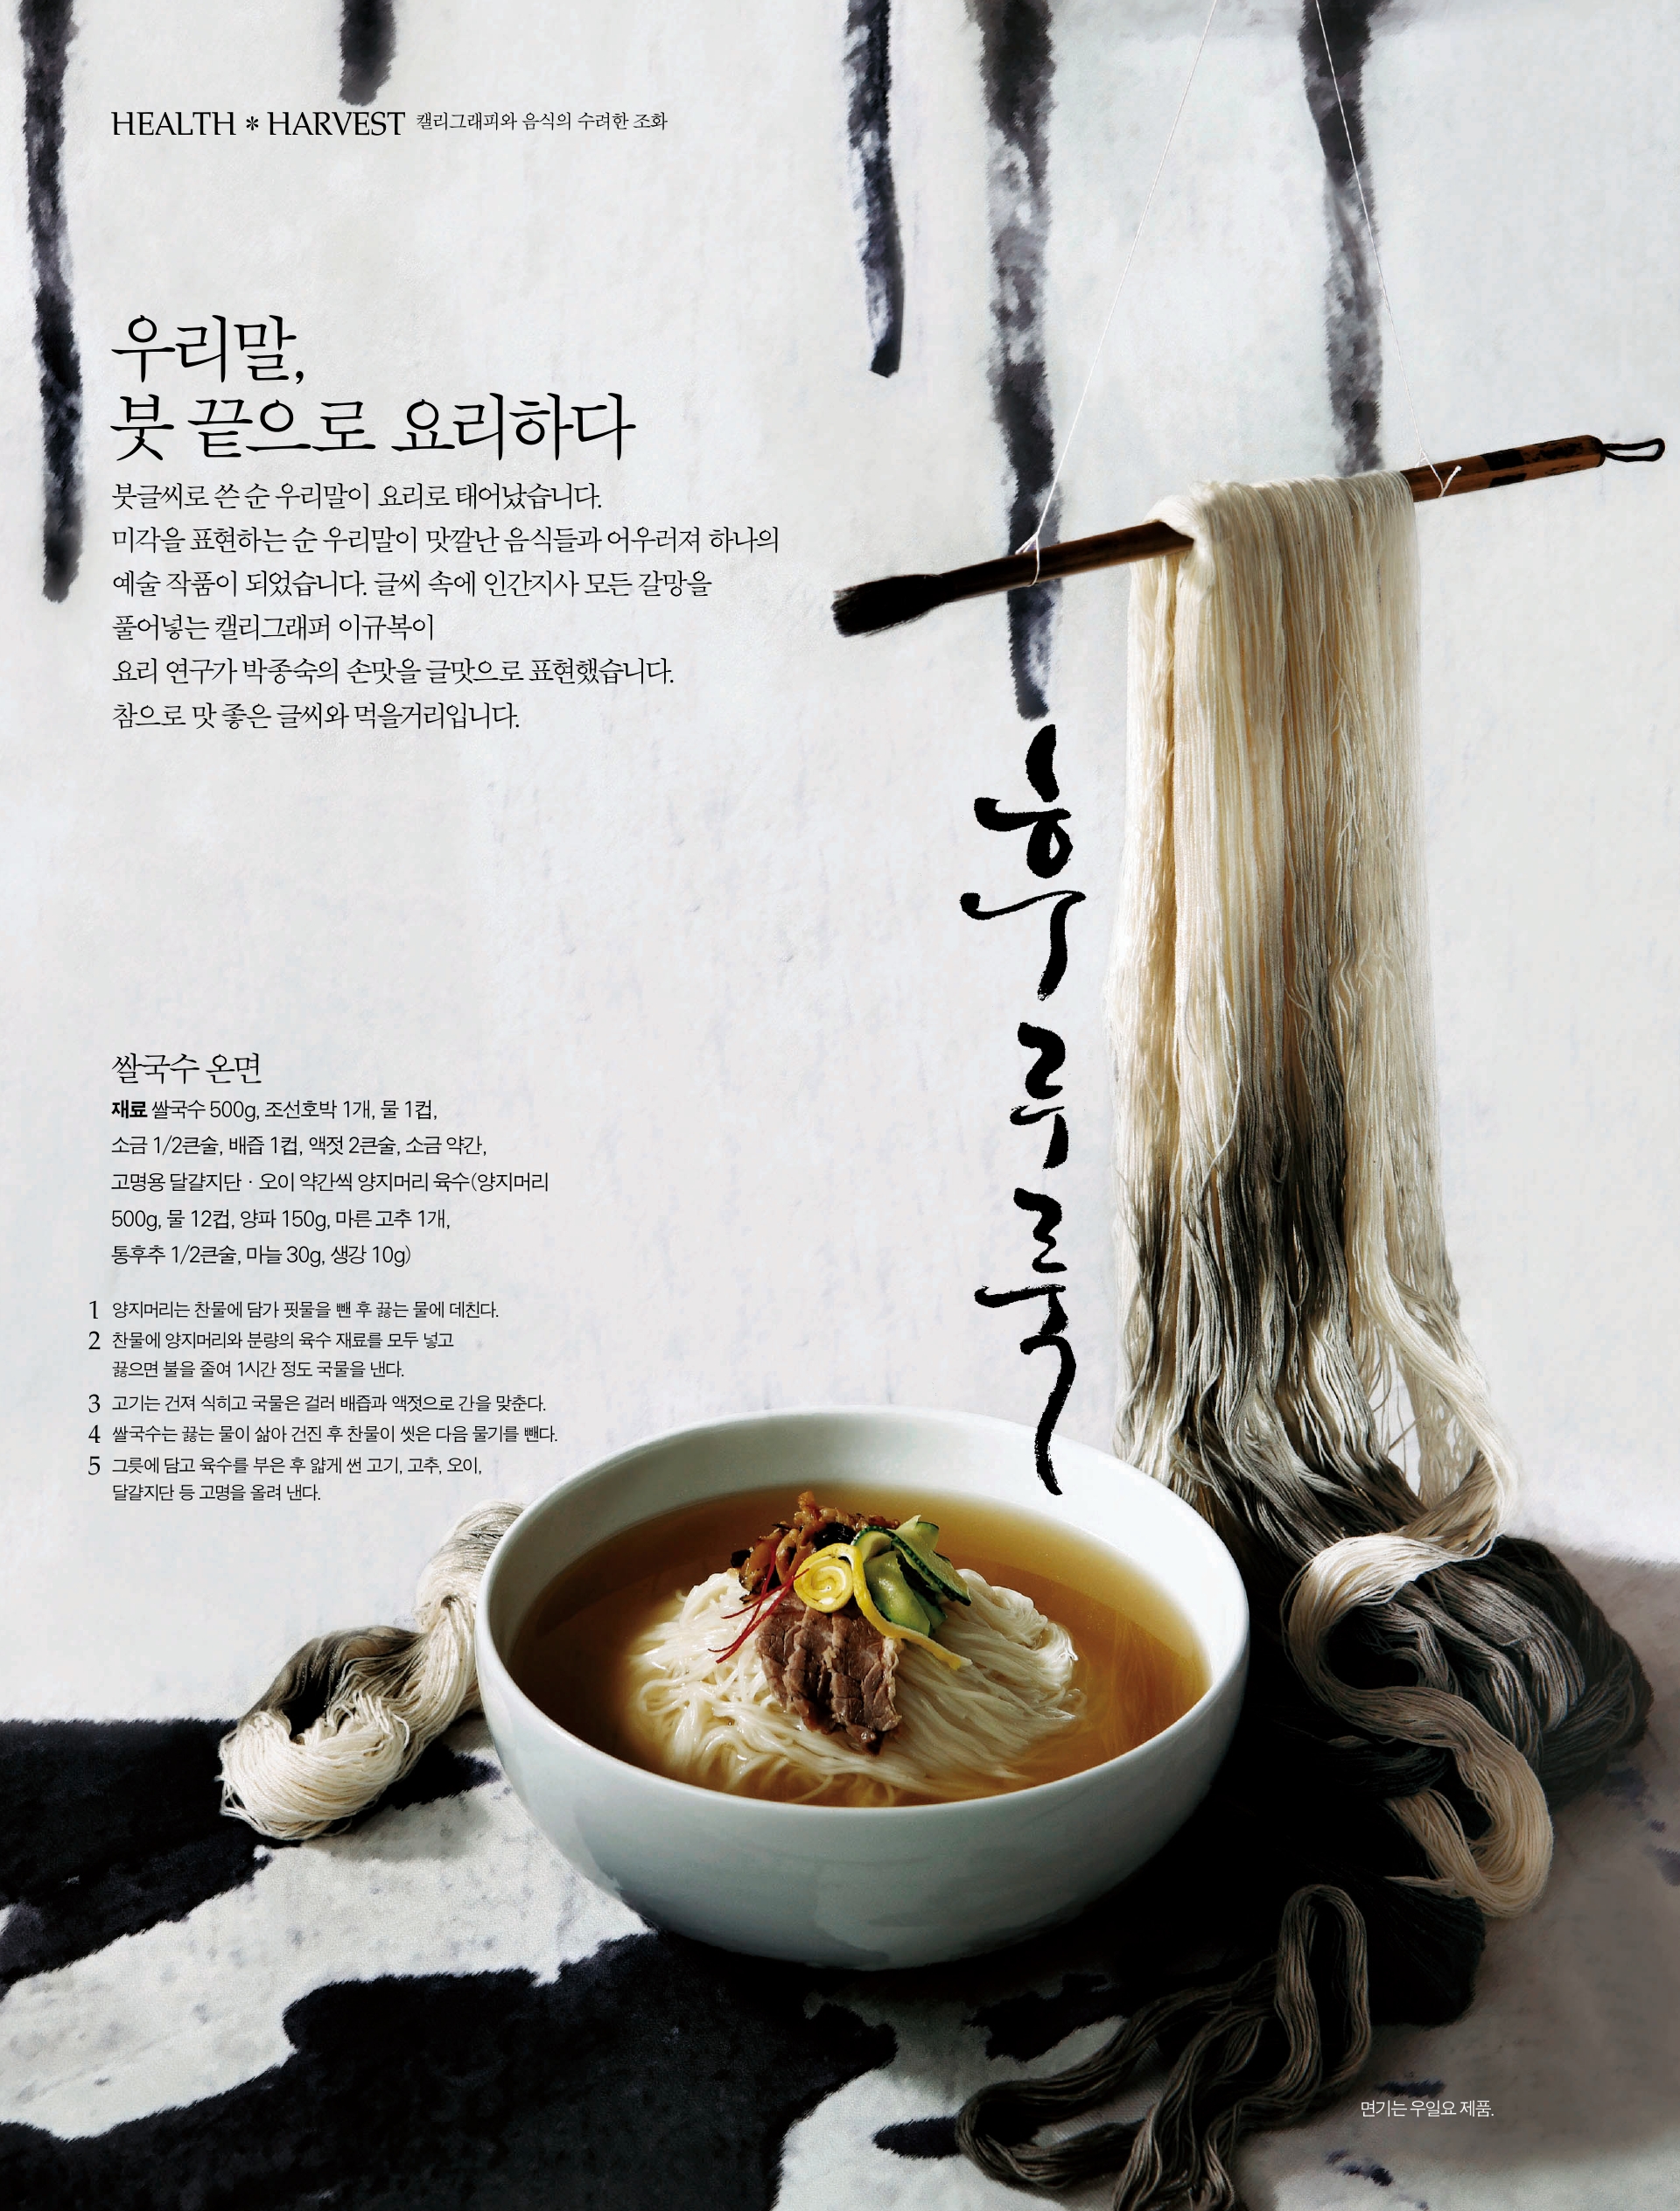 HEALTH * HARVEST 캘리그래피와 음식의 수려한 조화
우리말,
붓 끝으로 요리하다
붓글씨로 쓴 순 우리말이 요리로 태어났습니다.
미각을 표현하는 순 우리말이 맛깔난 음식들과 어우러져 하나의
예술 작품이 되었습니다. 글씨 속에 인간지사 모든 갈망을
풀어넣는 캘리그래퍼 이규복이
요리 연구가 박종숙의 손맛을 글맛으로 표현했습니다.
참으로 맛 좋은 글씨와 먹을거리입니다.
후루룩
쌀국수 온면
재료 쌀국수 500g, 조선호박 1개, 물 1컵,
소금 1/2큰술, 배즙 1컵, 액젓 2큰술, 소금 약간,
고명용 달걀지단 · 오이 약간씩 양지머리 육수(양지머리
500g, 물 12컵, 양파 150g, 마른 고추 1개,
통후추 1/2큰술, 마늘 30g, 생강 10g)
1 양지머리는 찬물에 담가 핏물을 뺀 후 끓는 물에 데친다.
2 찬물에 양지머리와 분량의 육수 재료를 모두 넣고
끓으면 불을 줄여 1시간 정도 국물을 낸다.
3 고기는 건져 식히고 국물은 걸러 배즙과 액젓으로 간을 맞춘다.
4 쌀국수는 끓는 물이 삶아 건진 후 찬물이 씻은 다음 물기를 뺀다.
5 그릇에 담고 육수를 부은 후 얇게 썬 고기, 고추, 오이,
달걀지단 등 고명을 올려 낸다.
면기는 우일요 제품.